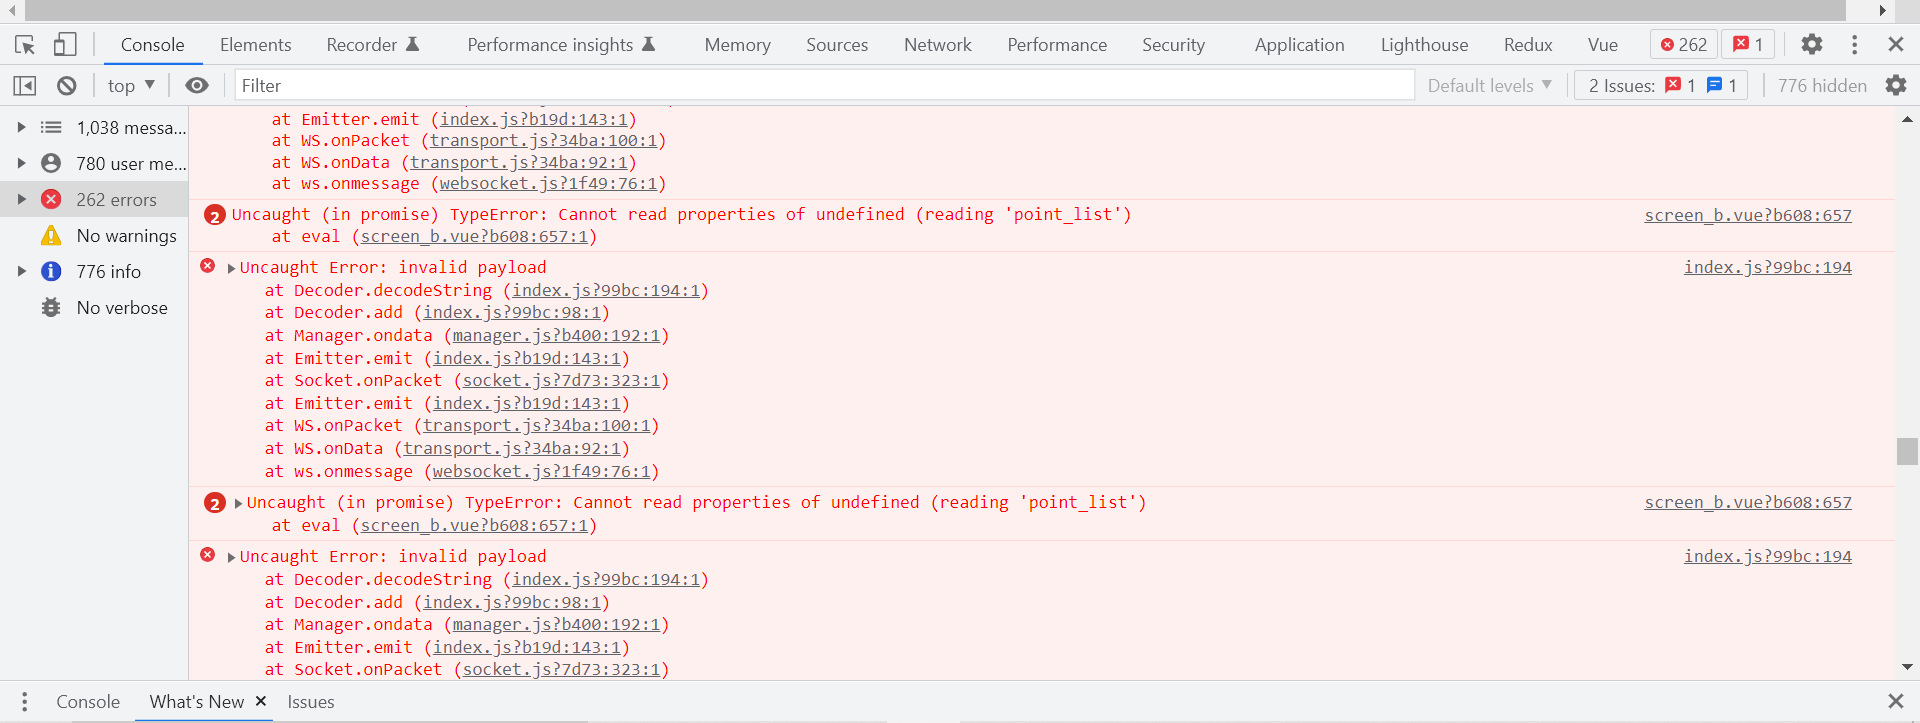 Console Elements Recorder Performance insights Memory Sources Network Performance Security Application Lighthouse Redux Vue 262 1
top Filter Default levels 2 Issues: 1 1 776 hidden
1,038 messa...
780 user me...
262 errors
No warnings
776 info
No verbose
at Emitter.emit (index.js?b19d:143:1)
at WS.onPacket (transport.js?34ba:100:1)
at WS.onData (transport.js?34ba:92:1)
at ws.onmessage (websocket.js?1f49:76:1)
2 Uncaught (in promise) TypeError: Cannot read properties of undefined (reading 'point_list') screen_b.vue?b608:657
at eval (screen_b.vue?b608:657:1)
Uncaught Error: invalid payload index.js?99bc:194
at Decoder.decodeString (index.js?99bc:194:1)
at Decoder.add (index.js?99bc:98:1)
at Manager.ondata (manager.js?b400:192:1)
at Emitter.emit (index.js?b19d:143:1)
at Socket.onPacket (socket.js?7d73:323:1)
at Emitter.emit (index.js?b19d:143:1)
at WS.onPacket (transport.js?34ba:100:1)
at WS.onData (transport.js?34ba:92:1)
at ws.onmessage (websocket.js?1f49:76:1)
2 Uncaught (in promise) TypeError: Cannot read properties of undefined (reading 'point_list') screen_b.vue?b608:657
at eval (screen_b.vue?b608:657:1)
Uncaught Error: invalid payload index.js?99bc:194
at Decoder.decodeString (index.js?99bc:194:1)
at Decoder.add (index.js?99bc:98:1)
at Manager.ondata (manager.js?b400:192:1)
at Emitter.emit (index.js?b19d:143:1)
at Socket.onPacket (socket.js?7d73:323:1)
Console What's New Issues